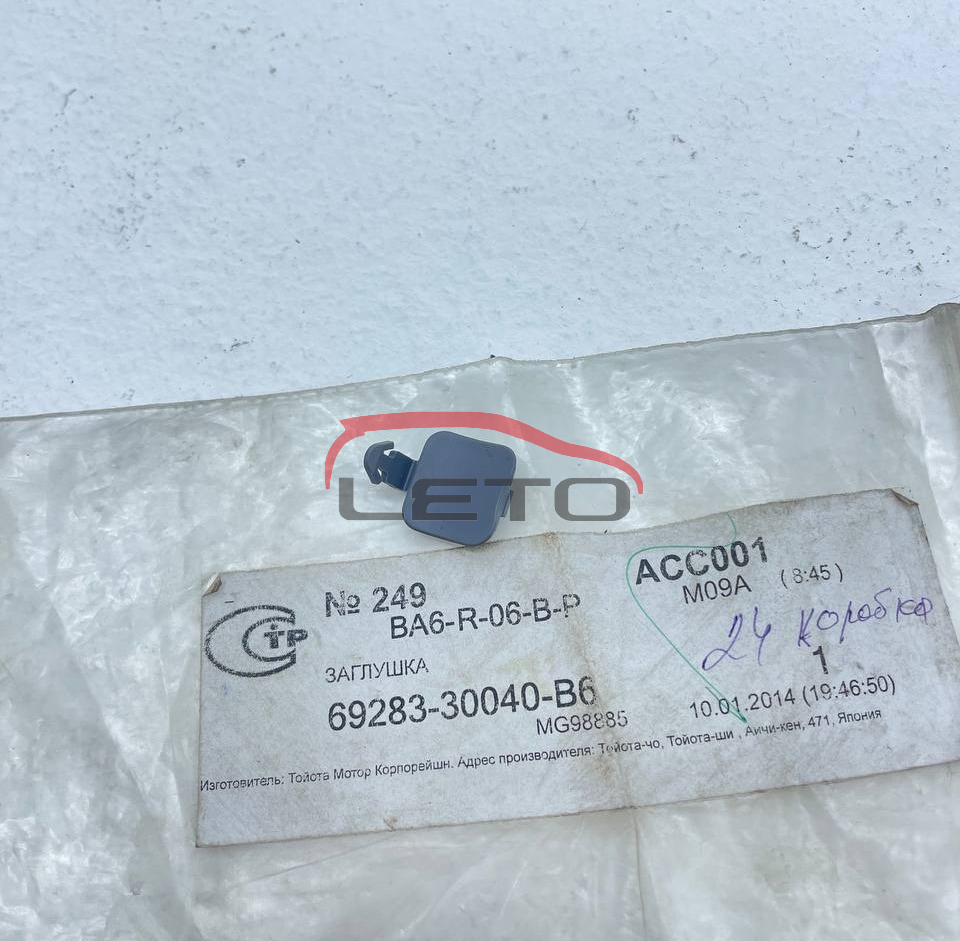 LETO
№ 249
BA6-R-06-B-P
ACC001
M09A (8:45)
СТР
24 коробка
ЗАГЛУШКА
1
69283-30040-B6
MG98885
10.01.2014 (19:46:50)
Изготовитель: Тойота Мотор Корпорейшн. Адрес производителя: Тойота-чо, Тойота-ши , Аичи-кен, 471, Япония